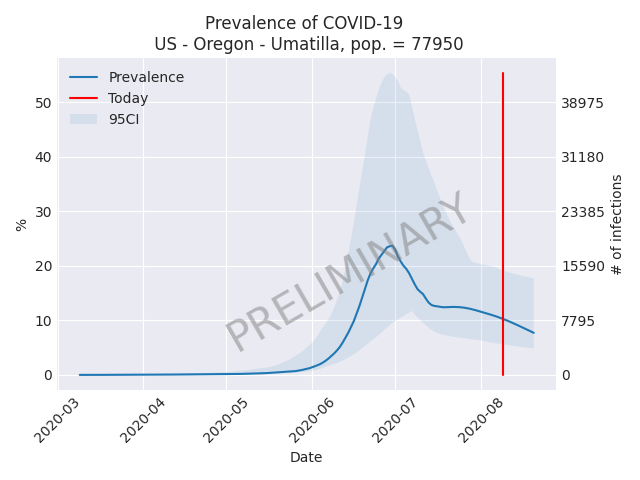 Prevalence of COVID-19
US - Oregon - Umatilla, pop. = 77950
Prevalence
Today
95CI
50
40
30
20
10
0
%
38975
31180
23385
15590
7795
0
# of infections
PRELIMINARY
2020-03
2020-04
2020-05
2020-06
2020-07
2020-08
Date